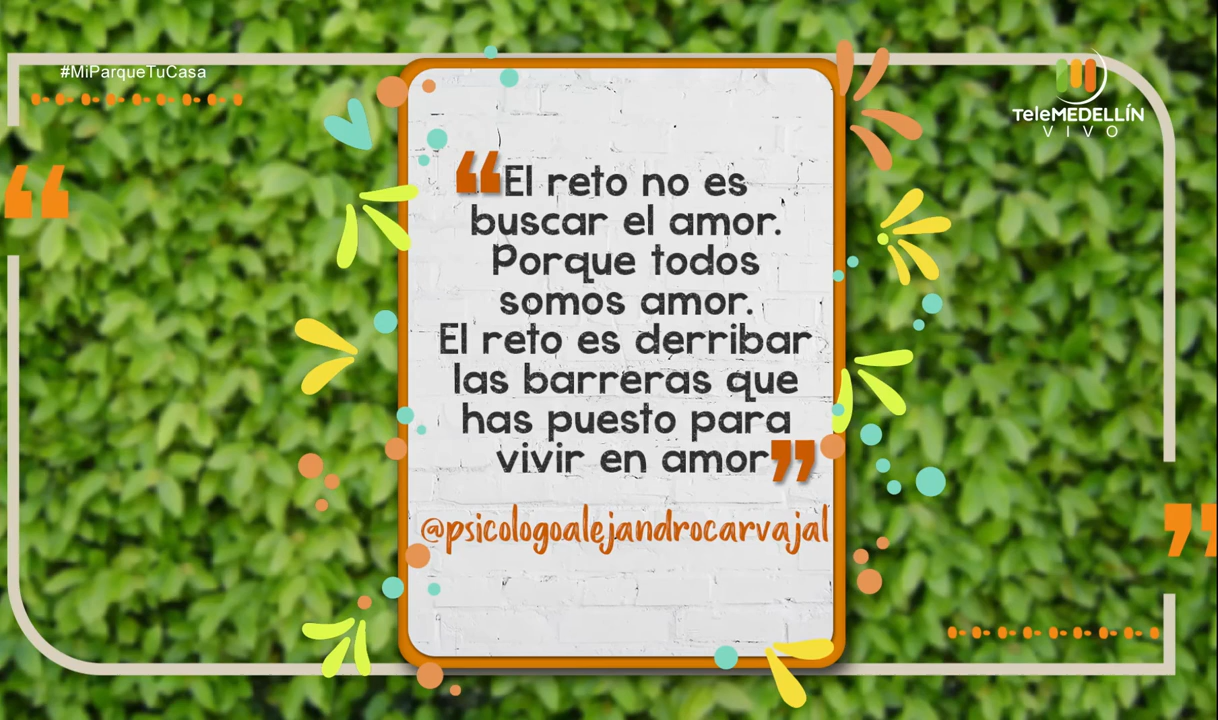 #MiParqueTuCasa
TeleMEDELLÍN
VIVO
“El reto no es
buscar el amor.
Porque todos
somos amor.
El reto es derribar
las barreras que
has puesto para
vivir en amor”
@psicologoalejandrocarvajal